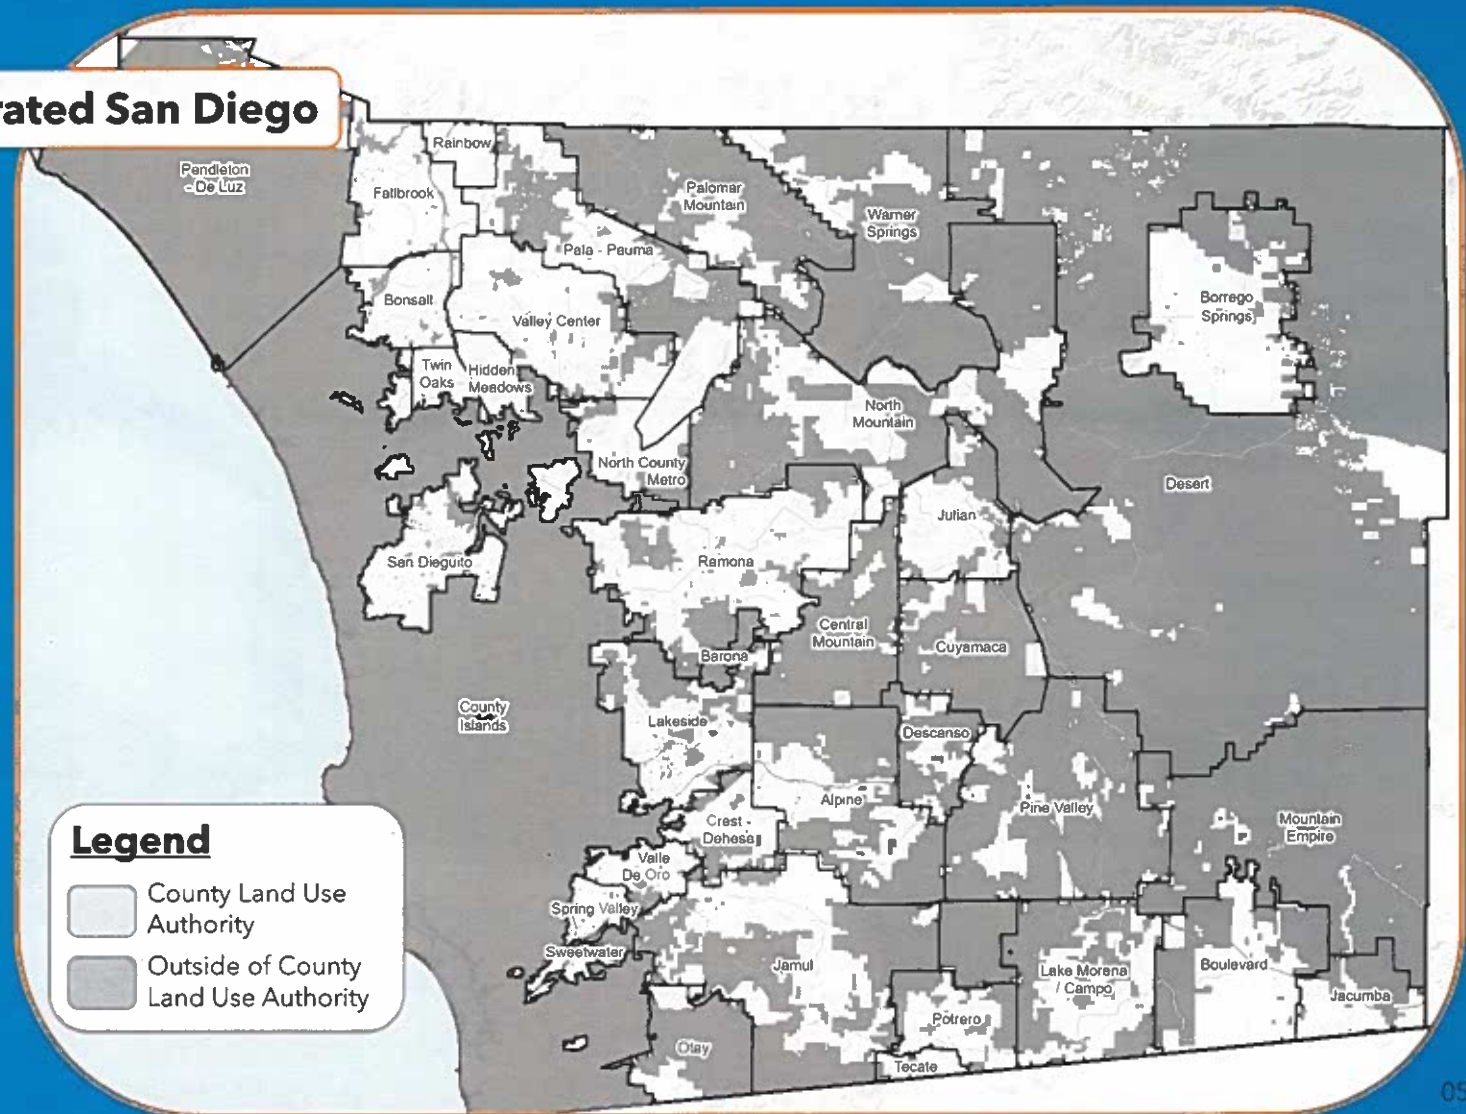 rated San Diego
Pendleton
- De Luz
Rainbow
Fallbrook
Palomar
Mountain
Warner
Springs
Pala - Pauma
Bonsall
Valley Center
Borrego
Springs
Twin
Oaks
Hidden
Meadows
North
Mountain
North County
Metro
Desert
Julian
San Dieguito
Ramona
Central
Mountain
Cuyamaca
Barona
County
Islands
Lakeside
Descanso
Alpine
Pine Valley
Mountain
Empire
Crest -
Dehesa
Valle
De Oro
Spring Valley
Sweetwater
Jamul
Lake Morena
/ Campo
Boulevard
Jacumba
Potrero
Otay
Tecate
Legend
County Land Use
Authority
Outside of County
Land Use Authority
05